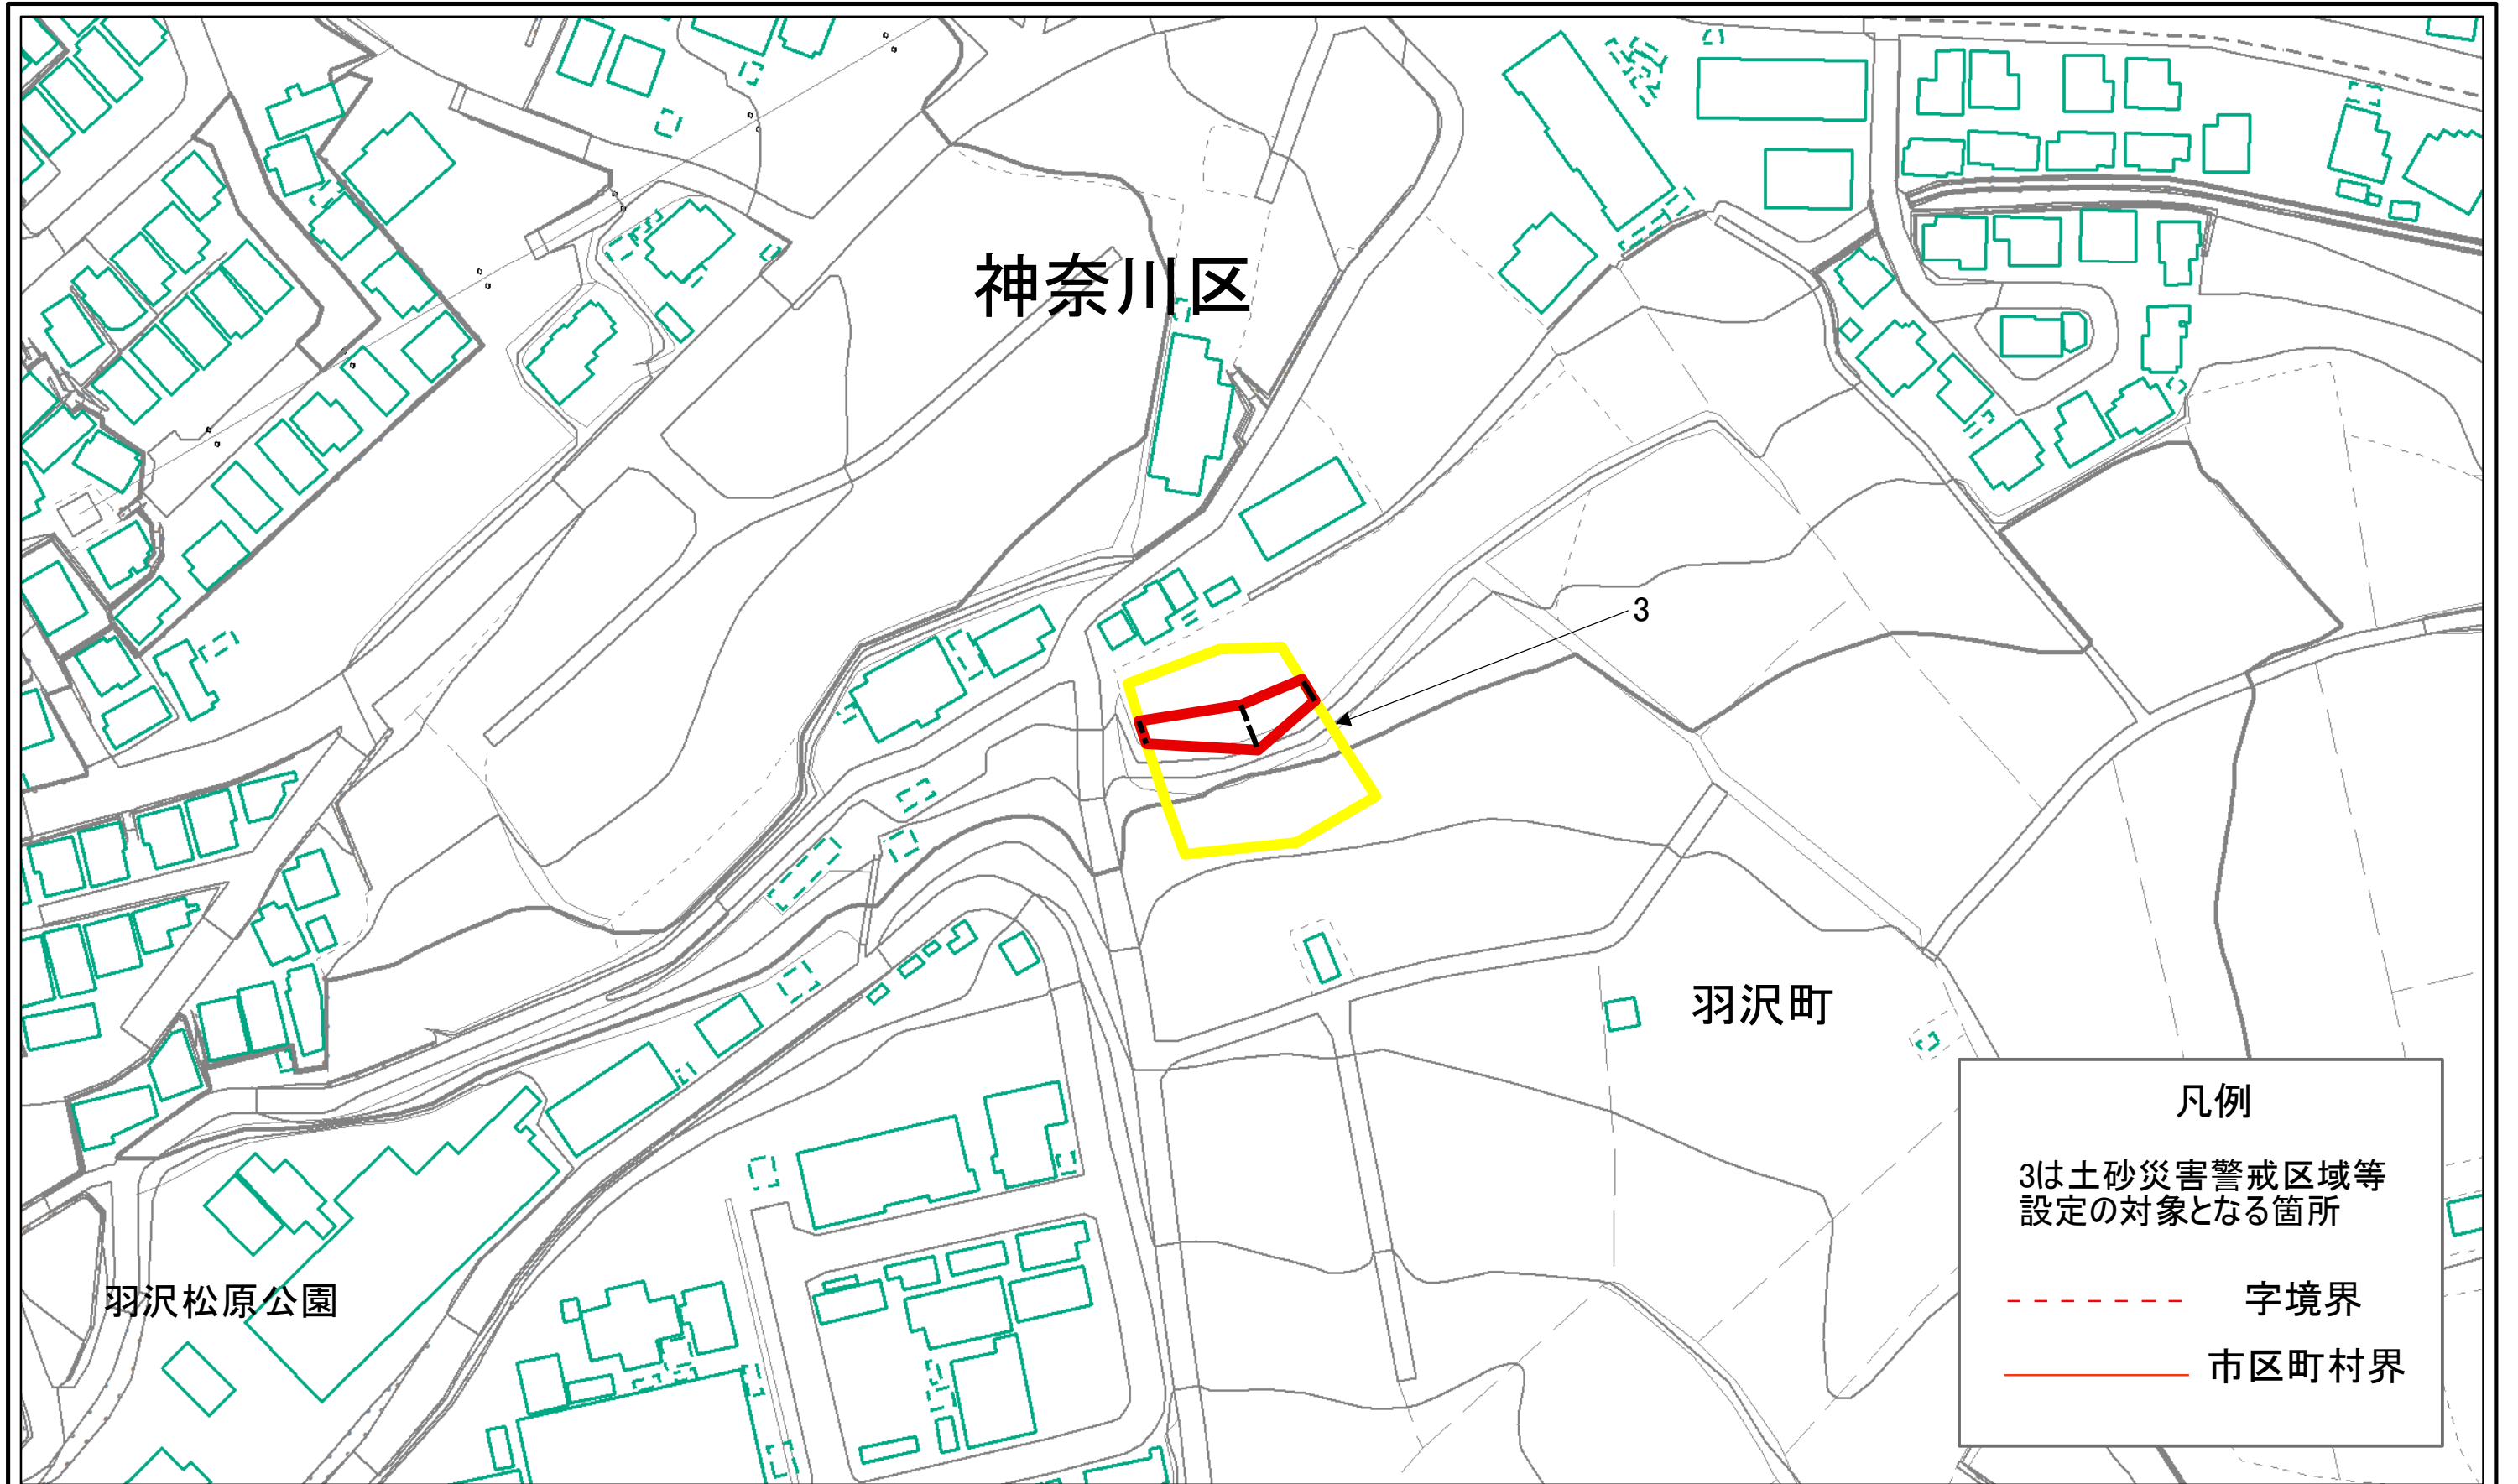 神奈川区
3
羽沢町
羽沢松原公園
凡例
3は土砂災害警戒区域等
設定の対象となる箇所
字境界
市区町村界